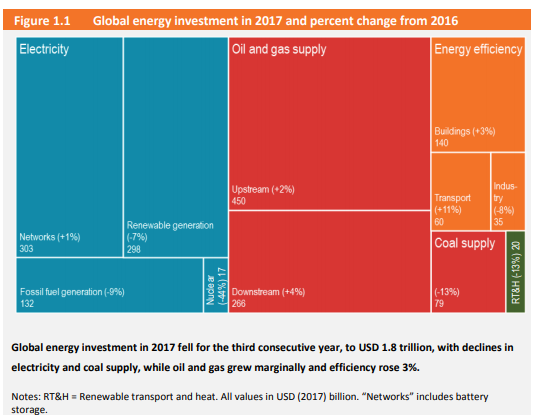 Figure 1.1 Global energy investment in 2017 and percent change from 2016
Electricity
Networks (+1%)
303
Renewable generation
(-7%)
298
Fossil fuel generation (-9%)
132
Nuclear
(-44%) 17
Oil and gas supply
Upstream (+2%)
450
Downstream (+4%)
266
Energy efficiency
Buildings (+3%)
140
Transport
(+11%)
60
Indus-
try
(-8%)
35
Coal supply
(-13%)
79
RT&H (-13%) 20
Global energy investment in 2017 fell for the third consecutive year, to USD 1.8 trillion, with declines in
electricity and coal supply, while oil and gas grew marginally and efficiency rose 3%.
Notes: RT&H = Renewable transport and heat. All values in USD (2017) billion. “Networks” includes battery
storage.